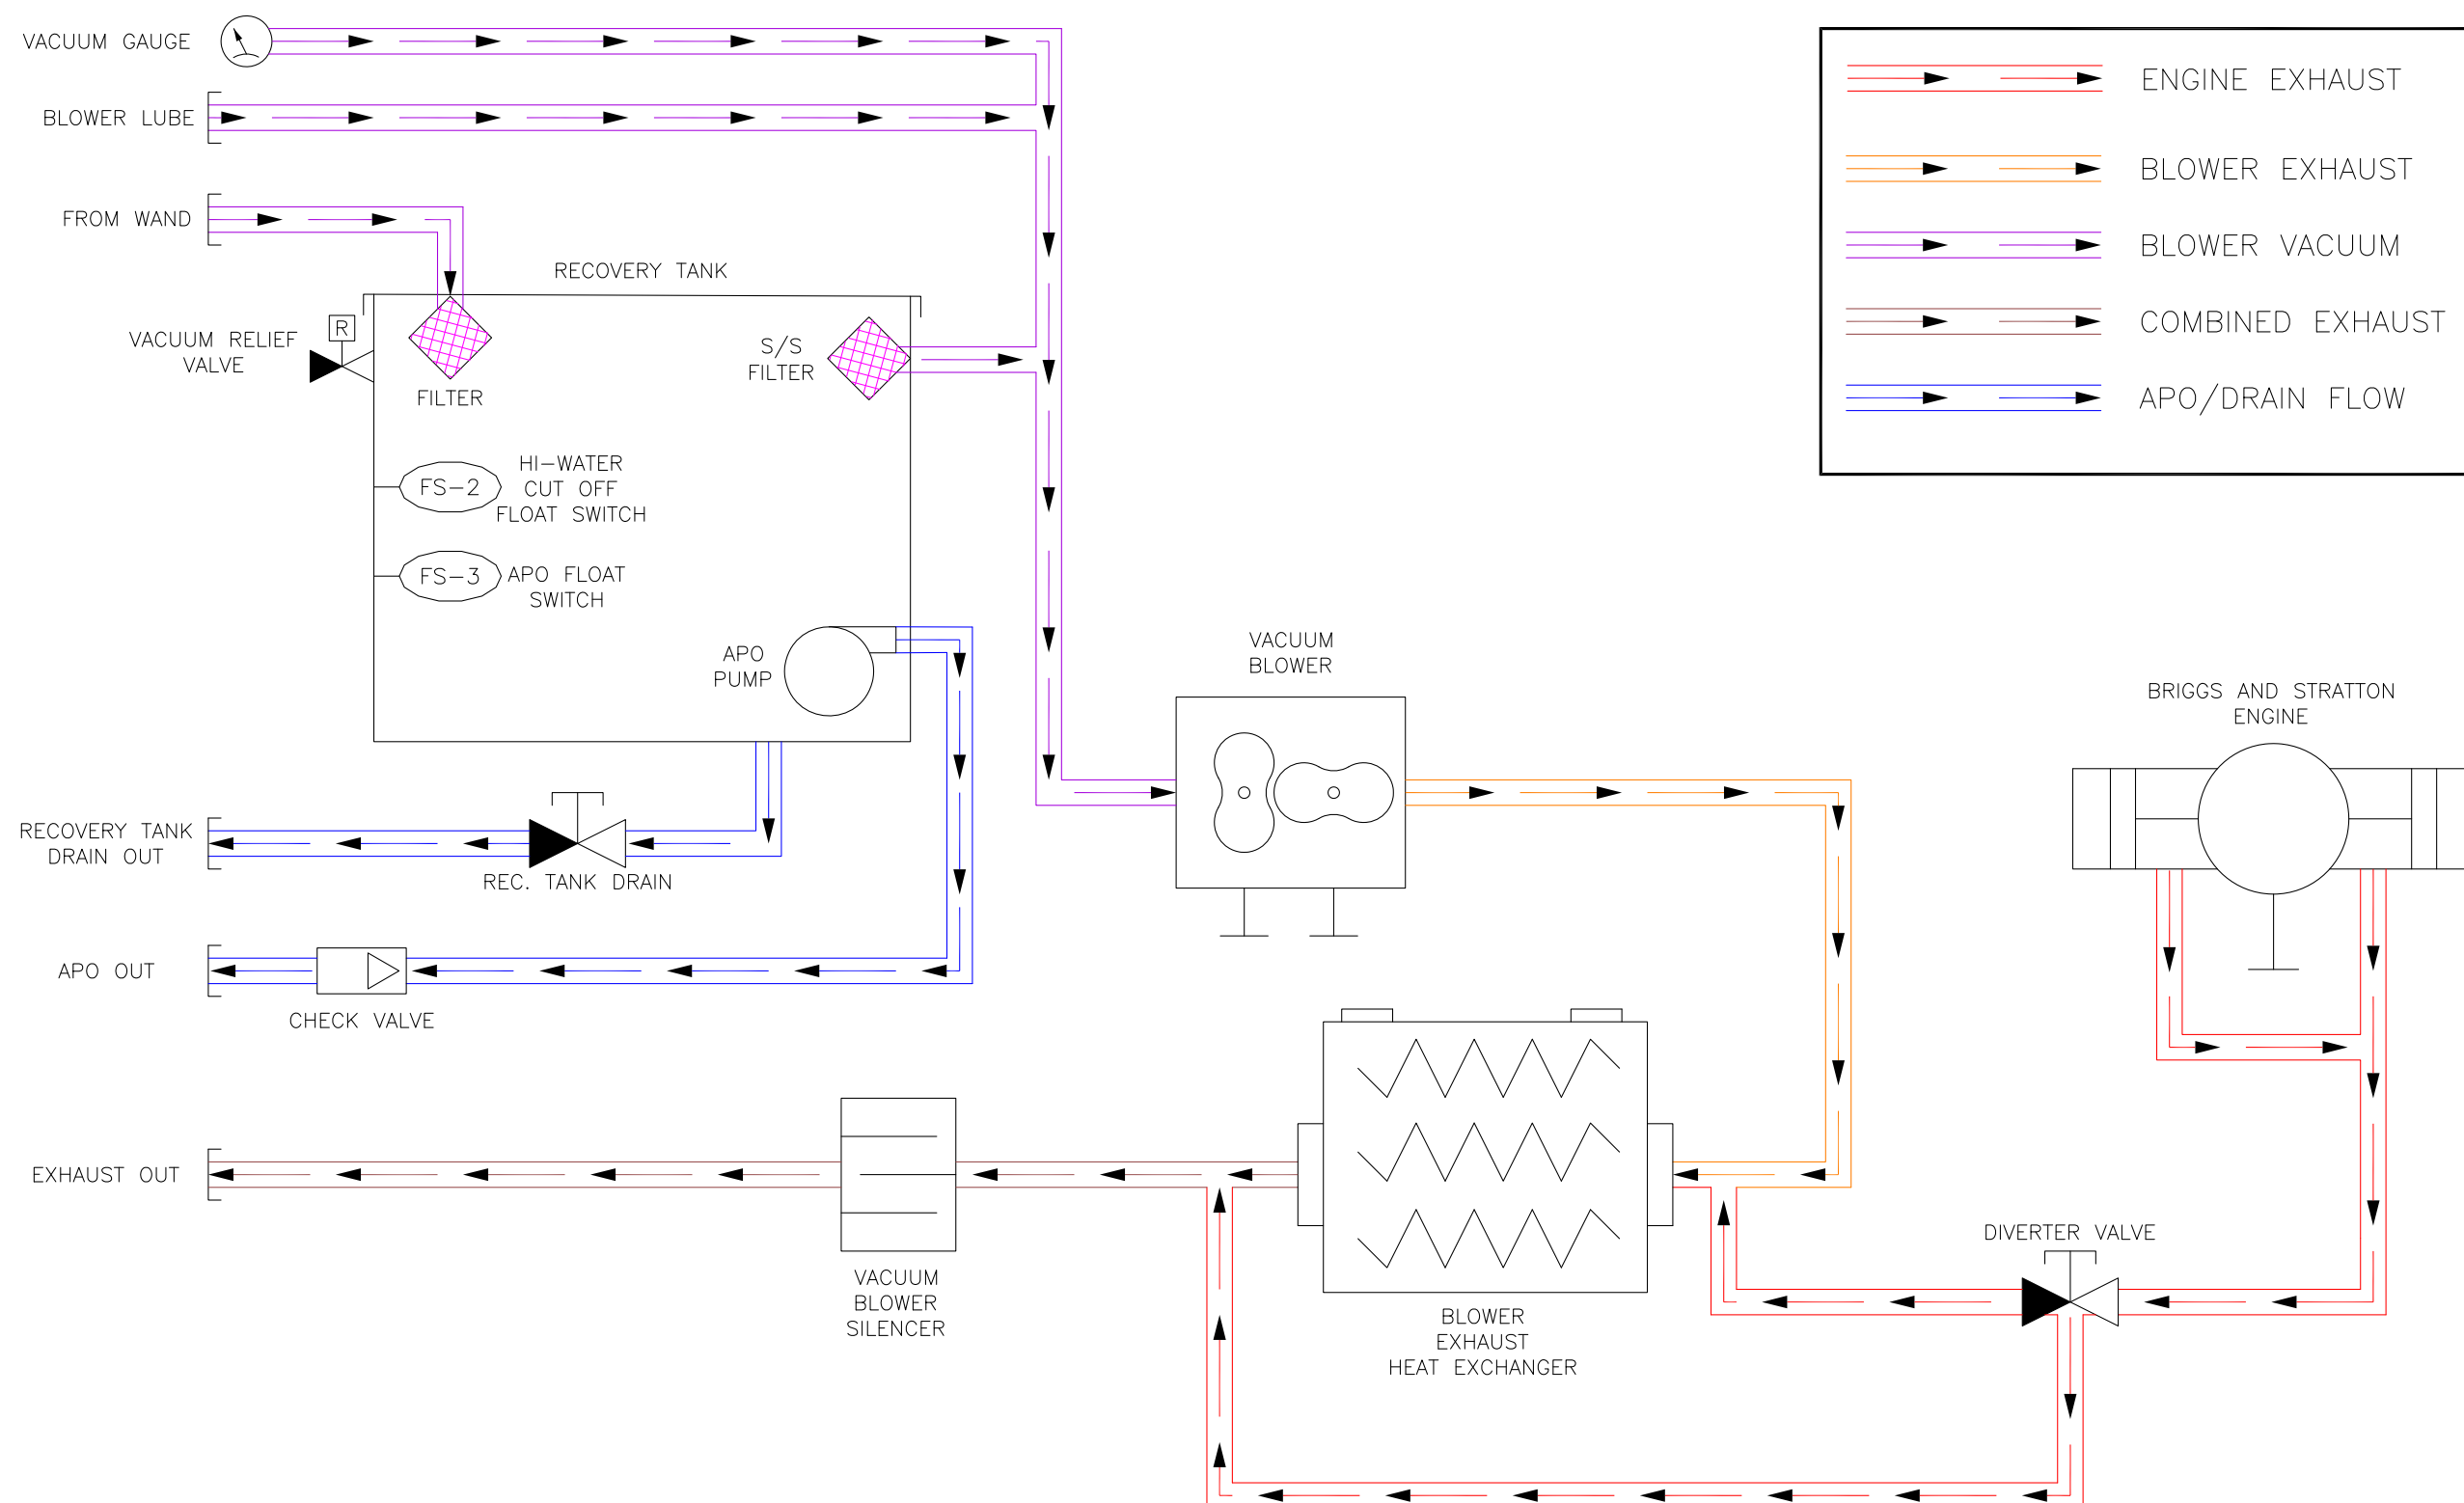 VACUUM GAUGE
BLOWER LUBE
FROM WAND
RECOVERY TANK
R
VACUUM RELIEF
VALVE
FILTER
S/S
FILTER
FS-2
HI-WATER
CUT OFF
FLOAT SWITCH
FS-3
APO FLOAT
SWITCH
APO
PUMP
RECOVERY TANK
DRAIN OUT
REC. TANK DRAIN
APO OUT
CHECK VALVE
EXHAUST OUT
VACUUM
BLOWER
SILENCER
VACUUM
BLOWER
BLOWER
EXHAUST
HEAT EXCHANGER
ENGINE EXHAUST
BLOWER EXHAUST
BLOWER VACUUM
COMBINED EXHAUST
APO/DRAIN FLOW
BRIGGS AND STRATTON
ENGINE
DIVERTER VALVE